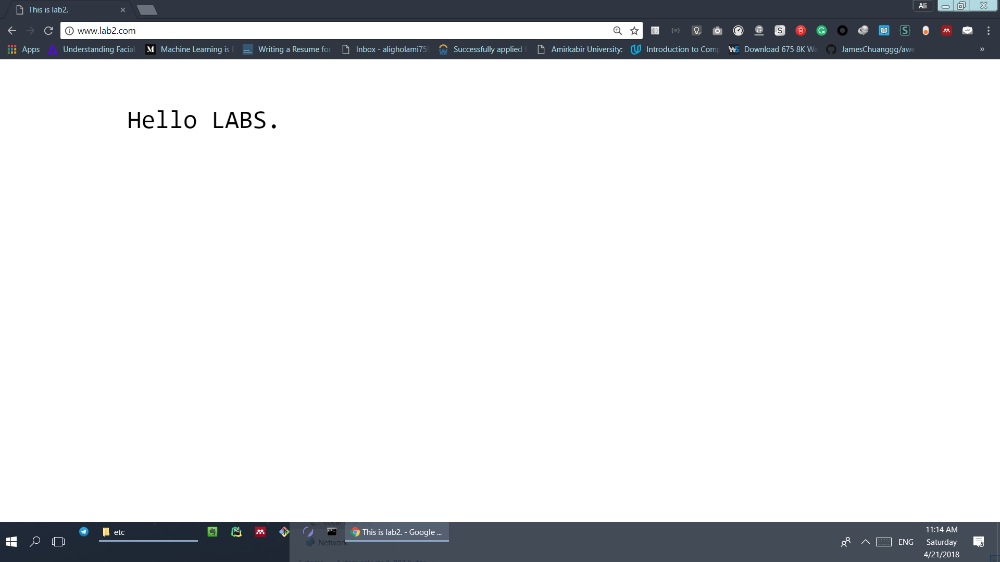 This is lab2.
Ali
www.lab2.com
Apps
Understanding Facial
Machine Learning is
Writing a Resume for
Inbox - aligholami759
Successfully applied
Amirkabir University:
Introduction to Comp
Download 675 8K Wa
JamesChuanggg/awe
Hello LABS.
etc
This is lab2. - Google ...
Network
ENG
11:14 AM
Saturday
4/21/2018